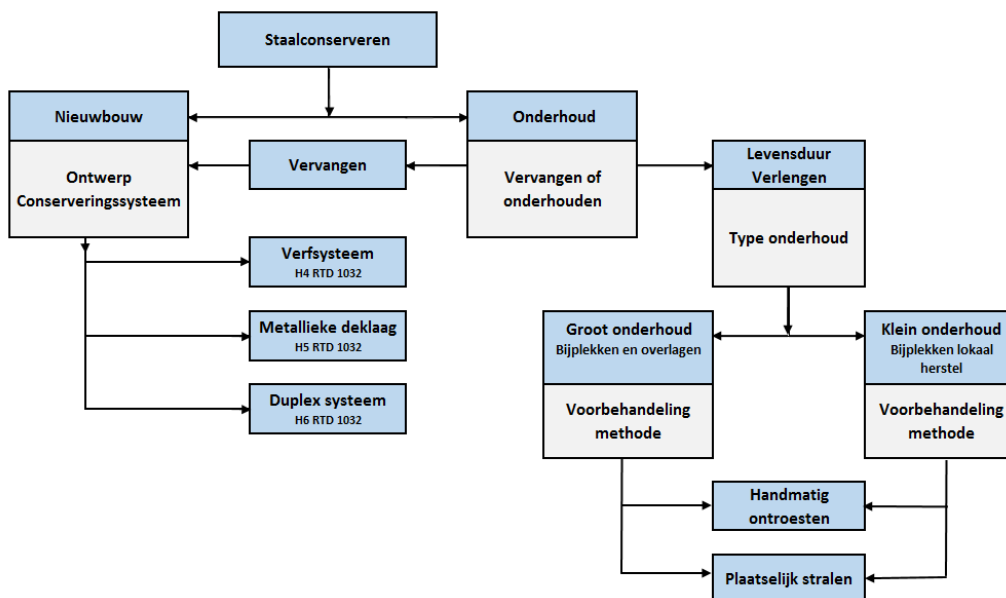 Staalconserveren
Nieuwbouw
Onderhoud
Ontwerp
Conserveringssysteem
Vervangen
Vervangen of
onderhouden
Levensduur
Verlengen
Type onderhoud
Verfsysteem
H4 RTD 1032
Metallieke deklaag
H5 RTD 1032
Duplex systeem
H6 RTD 1032
Groot onderhoud
Bijplekken en overlagen
Voorbehandeling
methode
Klein onderhoud
Bijplekken lokaal
herstel
Voorbehandeling
methode
Handmatig
ontroesten
Plaatselijk stralen